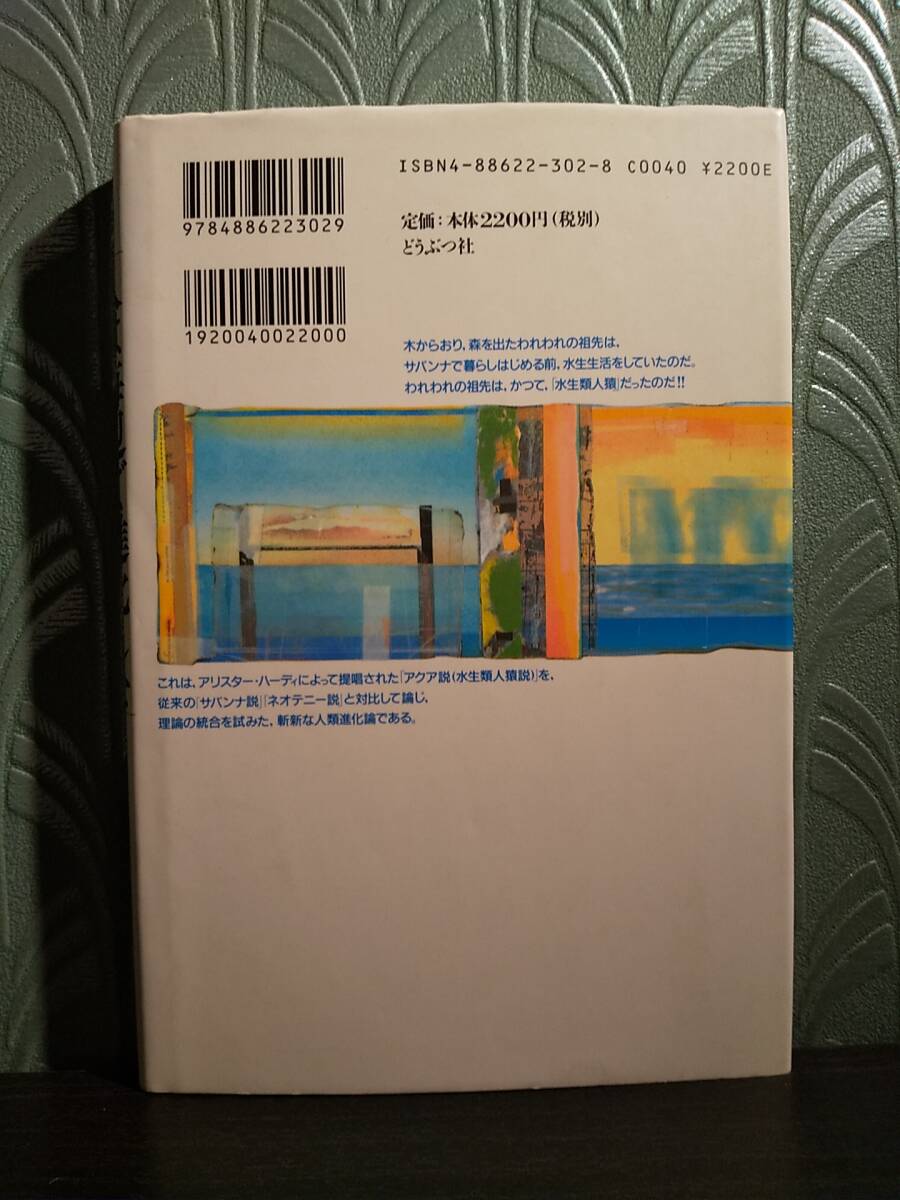 9784886223029
1920040022000
ISBN4-88622-302-8 C0040 ¥2200E
定価：本体2200円（税別）
どうぶつ社
木からおり，森を出たわれわれの祖先は，
サバンナで暮らしはじめる前，水生生活をしていたのだ。
われわれの祖先は，かつて，「水生類人猿」だったのだ!!
これは，アリスター・ハーディによって提唱された「アクア説（水生類人猿説）」を，
従来の「サバンナ説」「ネオテニー説」と対比して論じ，
理論の統合を試みた，斬新な人類進化論である。